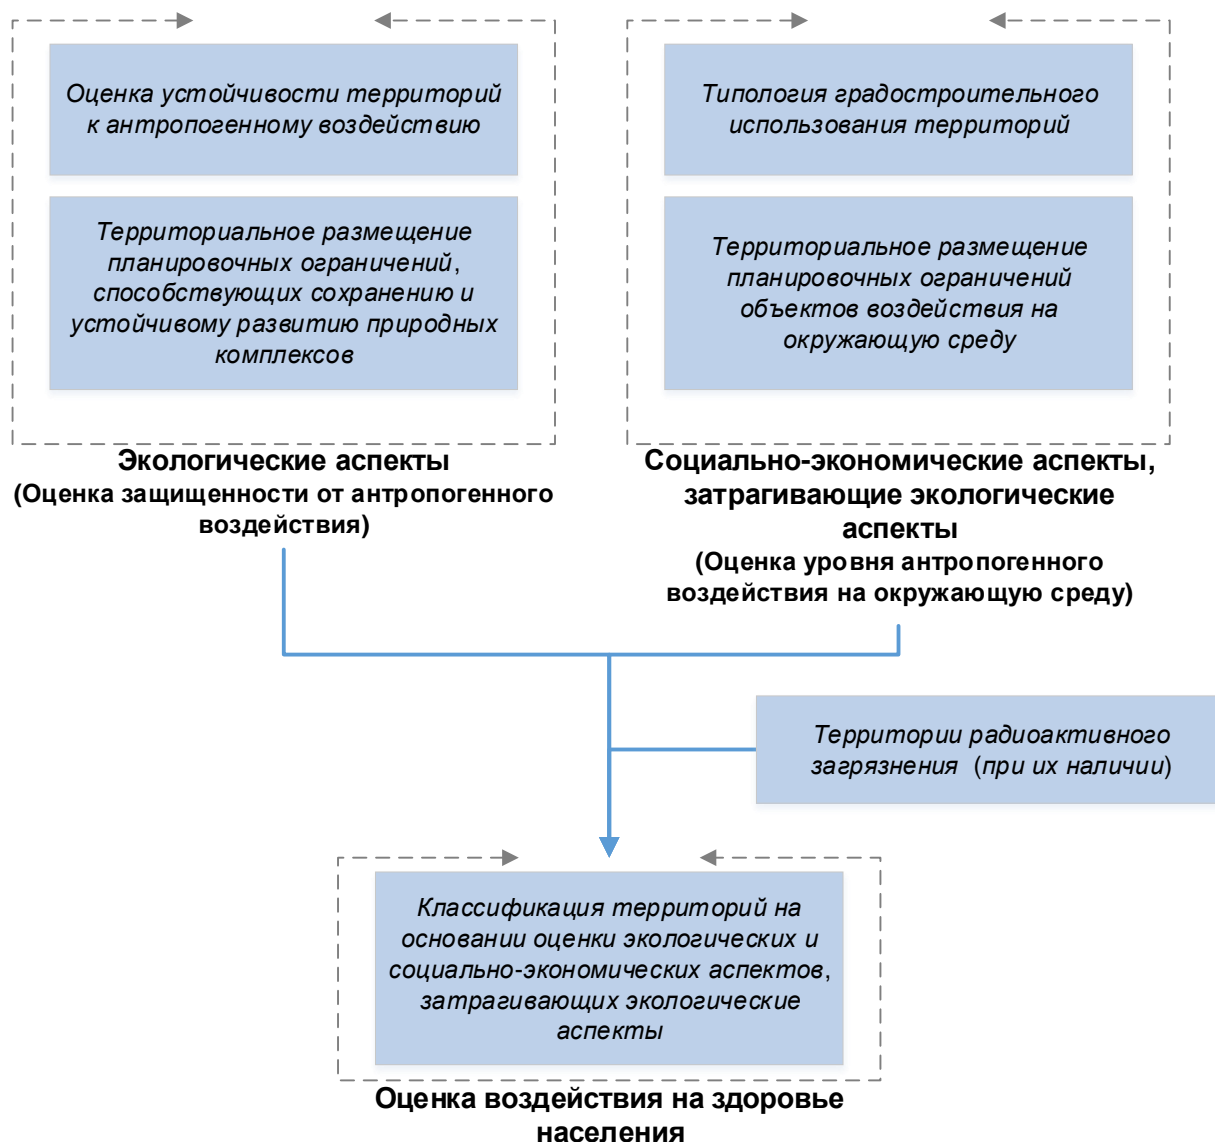 Оценка устойчивости территорий
к антропогенному воздействию
Территориальное размещение
планировочных ограничений,
способствующих сохранению и
устойчивому развитию природных
комплексов
Экологические аспекты
(Оценка защищенности от антропогенного
воздействия)
Типология градостроительного
использования территорий
Территориальное размещение
планировочных ограничений
объектов воздействия на
окружающую среду
Социально-экономические аспекты,
затрагивающие экологические
аспекты
(Оценка уровня антропогенного
воздействия на окружающую среду)
Территории радиоактивного
загрязнения (при их наличии)
Классификация территорий на
основании оценки экологических и
социально-экономических аспектов,
затрагивающих экологические
аспекты
Оценка воздействия на здоровье
населения